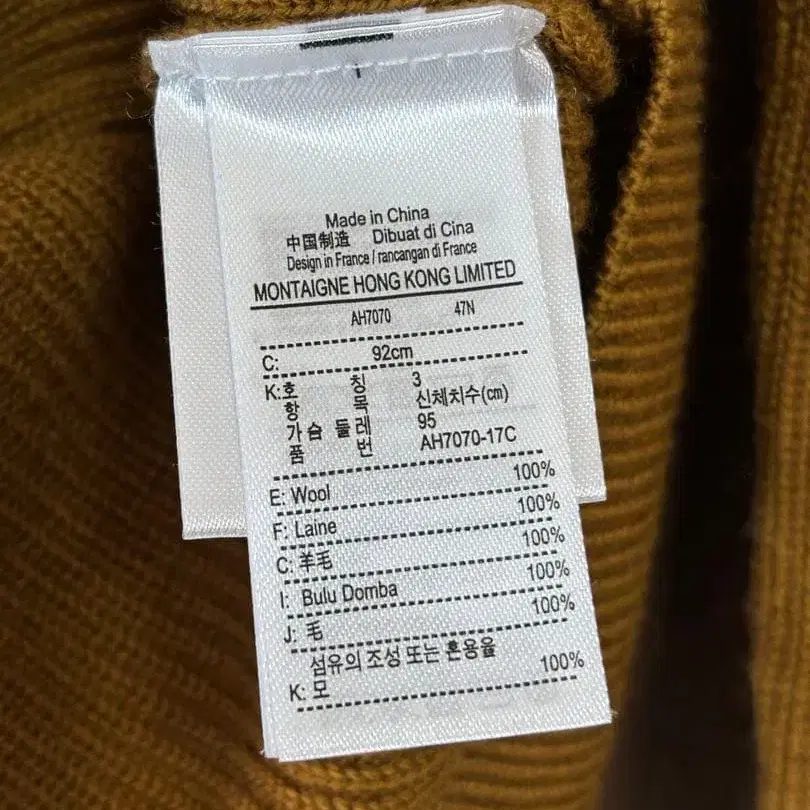 Made in China
中国制造 Dibuat di Cina
Design in France / rancangan di France
MONTAIGNE HONG KONG LIMITED
AH7070 47N
C: 92cm
K:호 칭 3
항 목 신체치수(cm)
가슴 둘레 95
품 번 AH7070-17C
E: Wool 100%
F: Laine 100%
C: 羊毛 100%
I: Bulu Domba 100%
J: 毛 100%
섬유의 조성 또는 혼용율
K: 모 100%